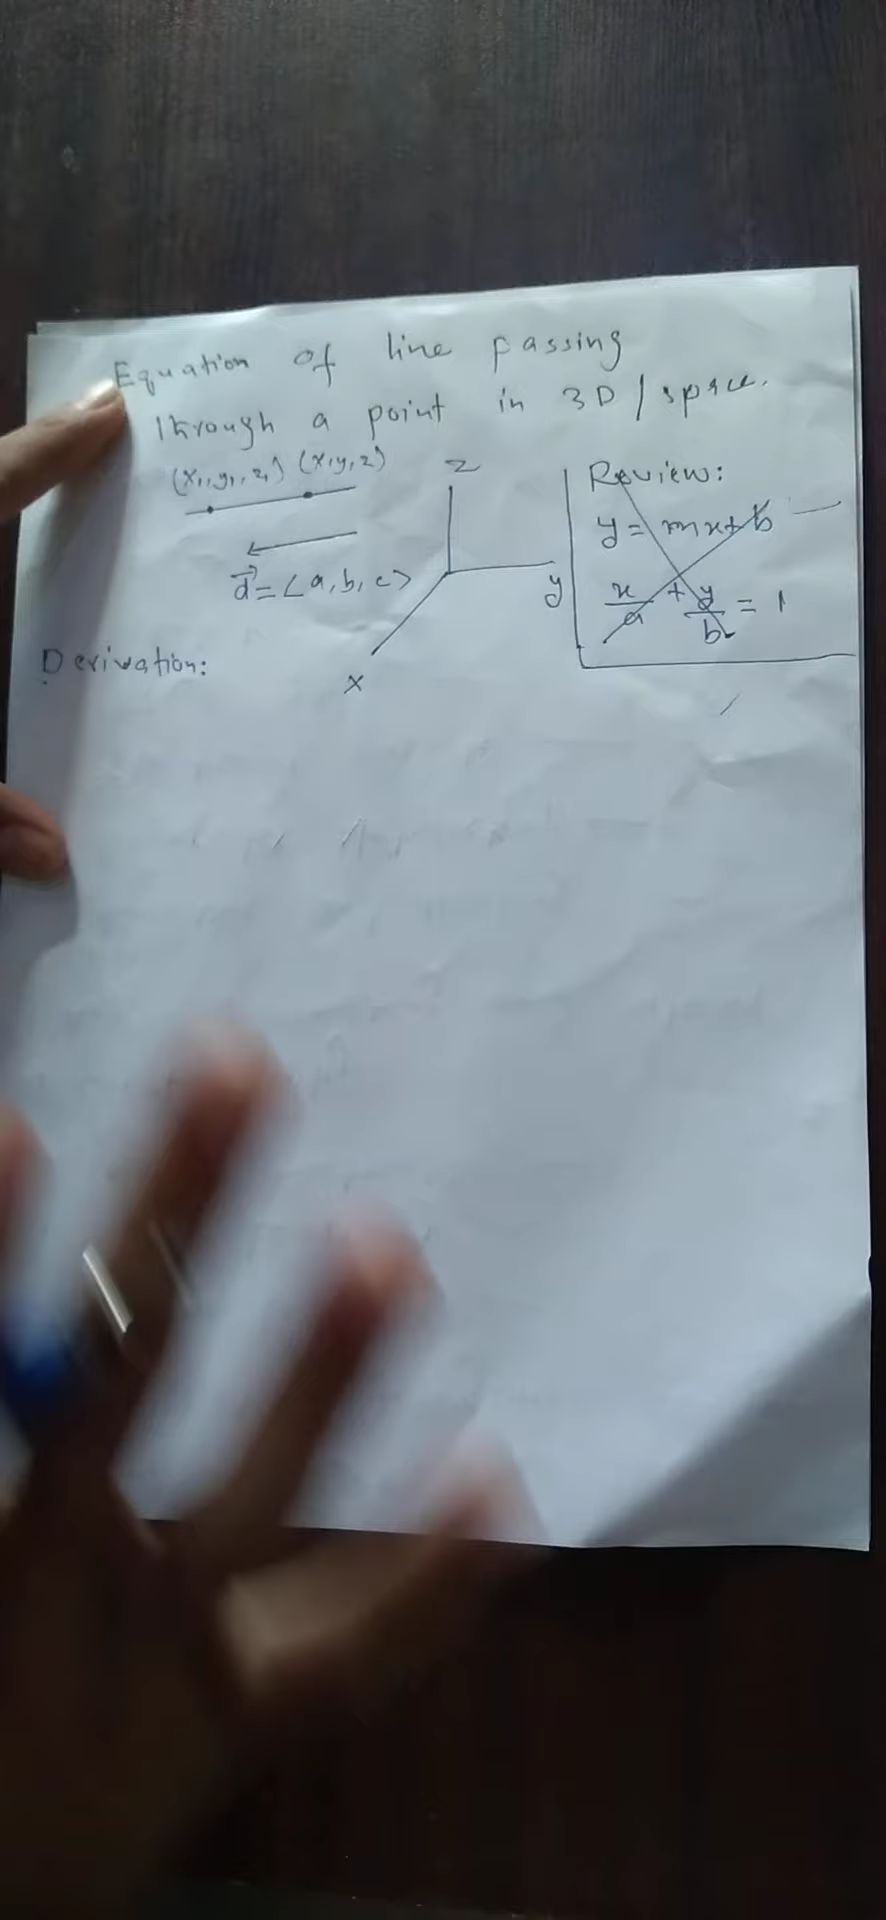 Equation of line passing
through a point in 3D / space.
(x₁, y₁, z₁) (x, y, z)
d⃗ = <a, b, c>
z
y
x
Review:
y = mx + b
x/a + y/b = 1
Derivation: